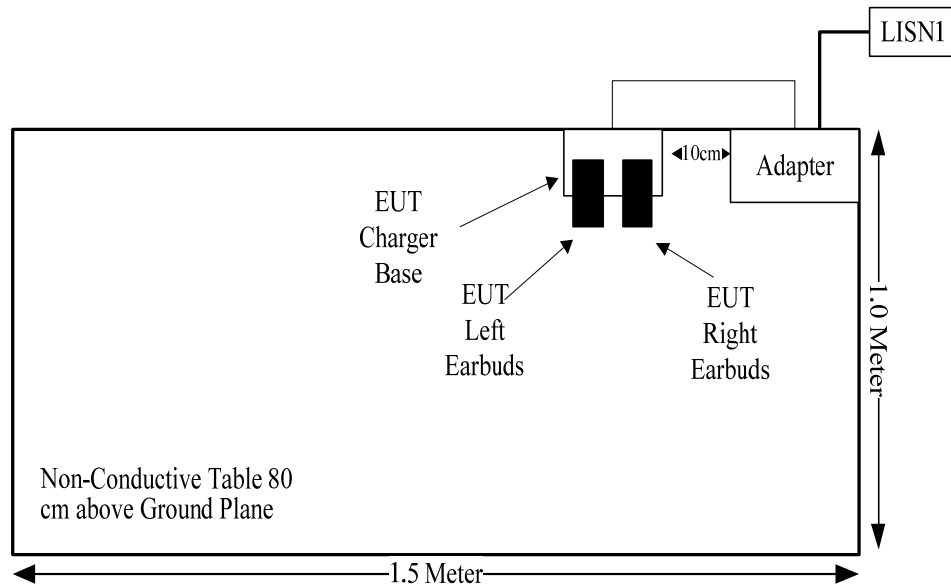 LISN1
10cm
Adapter
EUT
Charger
Base
EUT
Left
Earbuds
EUT
Right
Earbuds
1.0 Meter
Non-Conductive Table 80
cm above Ground Plane
1.5 Meter